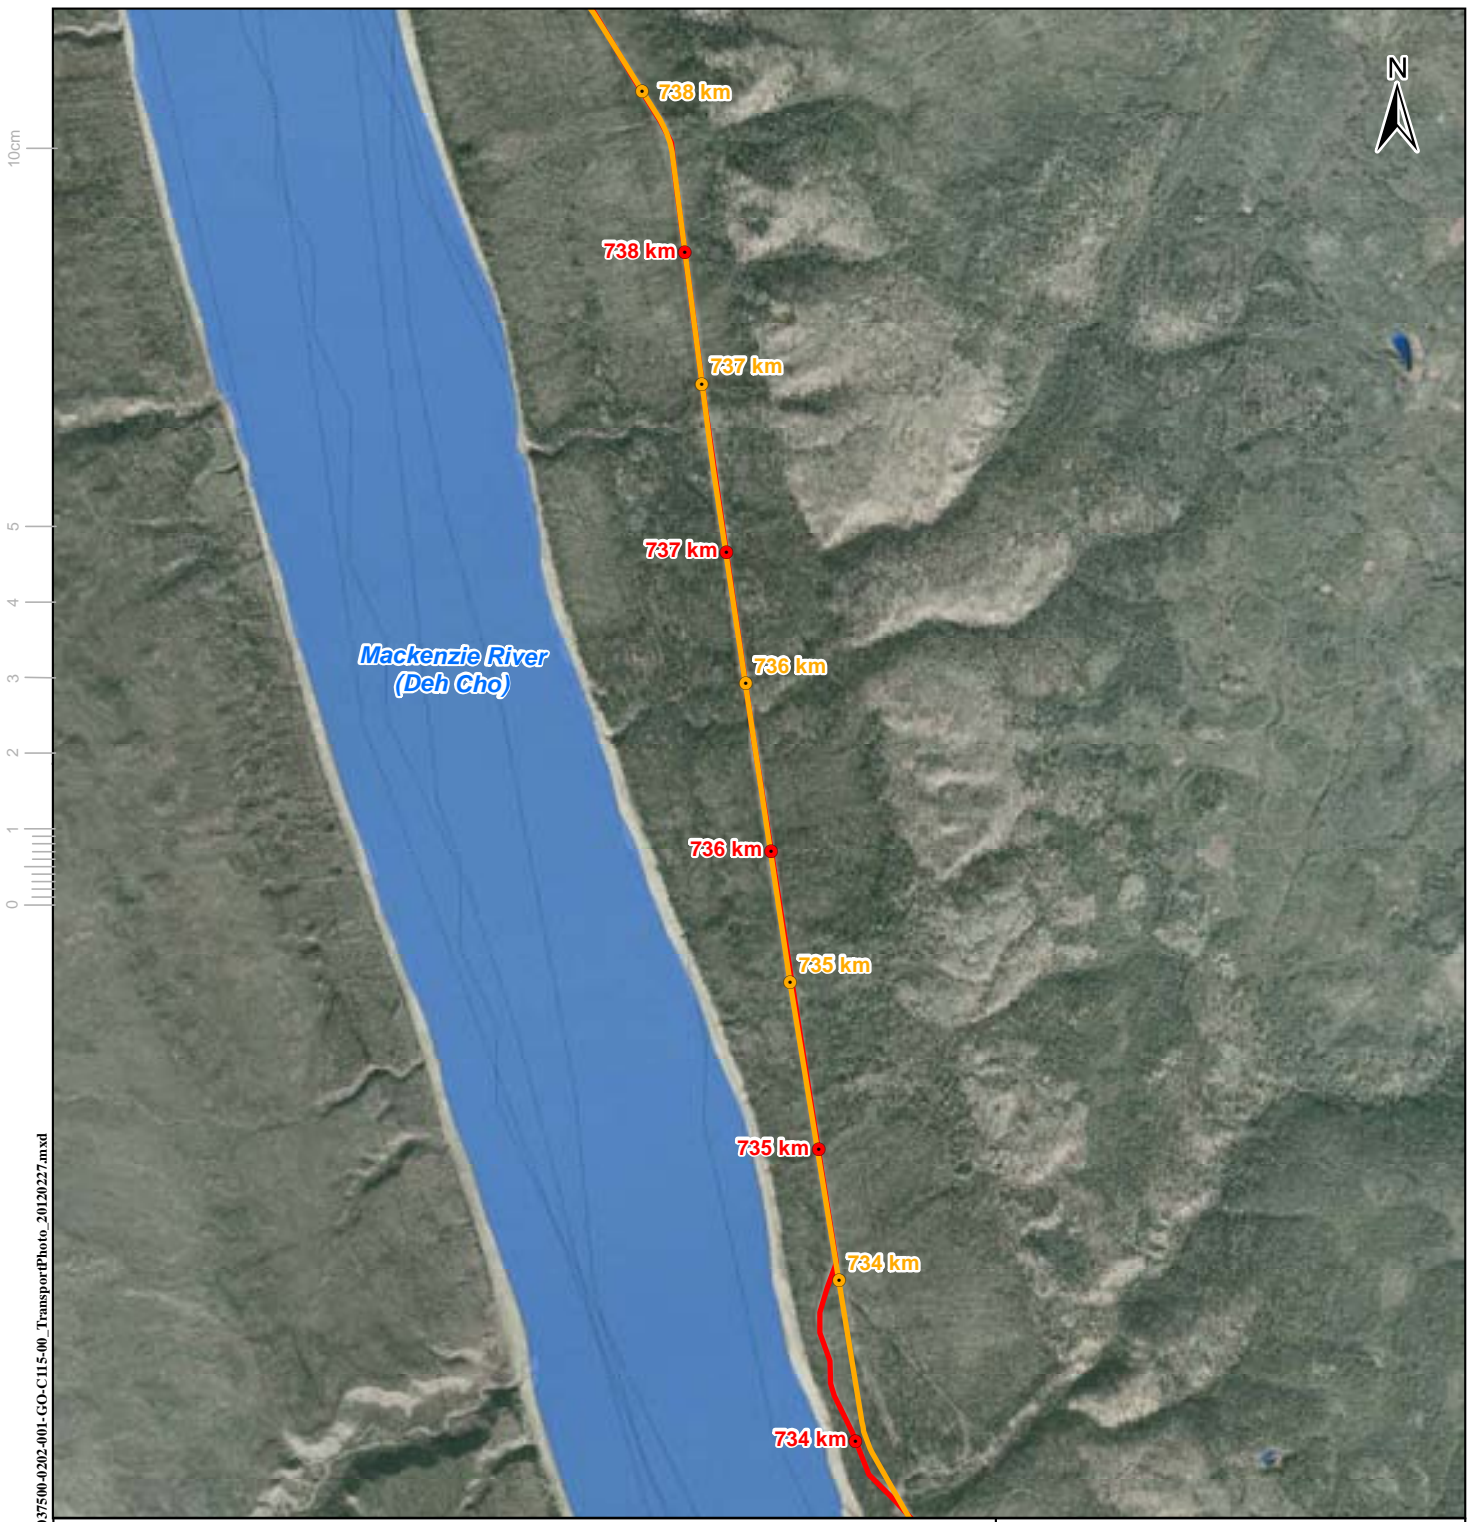 N
738 km
10cm
738 km
737 km
5
737 km
4
Mackenzie River
(Deh Cho)
736 km
3
2
1
736 km
0
735 km
735 km
734 km
734 km
037500-0202-001-GO-C115-00_TransportPhoto_20120227.mxd